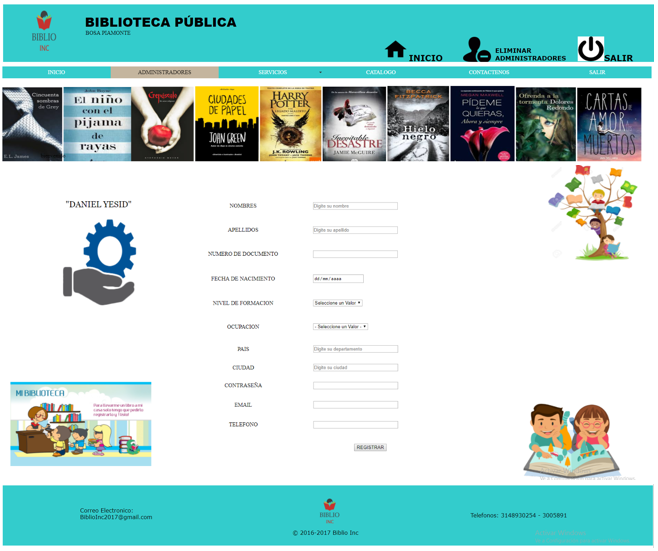 BIBLIO
INC
BIBLIOTECA PÚBLICA
BOSA PIAMONTE
INICIO
ELIMINAR
ADMINISTRADORES
SALIR
INICIO
ADMINISTRADORES
SERVICIOS
CATALOGO
CONTACTENOS
SALIR
Cincuenta
sombras
de Grey
E.L. James
El niño
con el
pijama
de
rayas
Crepúsculo
CIUDADES
DE PAPEL
JOHN GREEN
HARRY
POTTER
J.K. ROWLING
Inevitable
DESASTRE
JAMIE McGUIRE
BECCA
FITZPATRICK
Hielo
negro
PÍDEME
lo que
QUIERAS,
Ahora y siempre
Ofrenda a la
tormenta Dolores
Redondo
CARTAS
DE AMOR
A LOS
MUERTOS
"DANIEL YESID"
NOMBRES
Digite su nombre
APELLIDOS
Digite su apellido
NUMERO DE DOCUMENTO
FECHA DE NACIMIENTO
dd/mm/aaaa
NIVEL DE FORMACION
Seleccione un Valor
OCUPACION
- Seleccione un Valor -
PAIS
Digite su departamento
CIUDAD
Digite su ciudad
CONTRASEÑA
EMAIL
TELEFONO
REGISTRAR
MI BIBLIOTECA
Correo Electronico:
BiblioInc2017@gmail.com
BIBLIO
INC
© 2016-2017 Biblio Inc
Telefonos: 3148930254 - 3005891